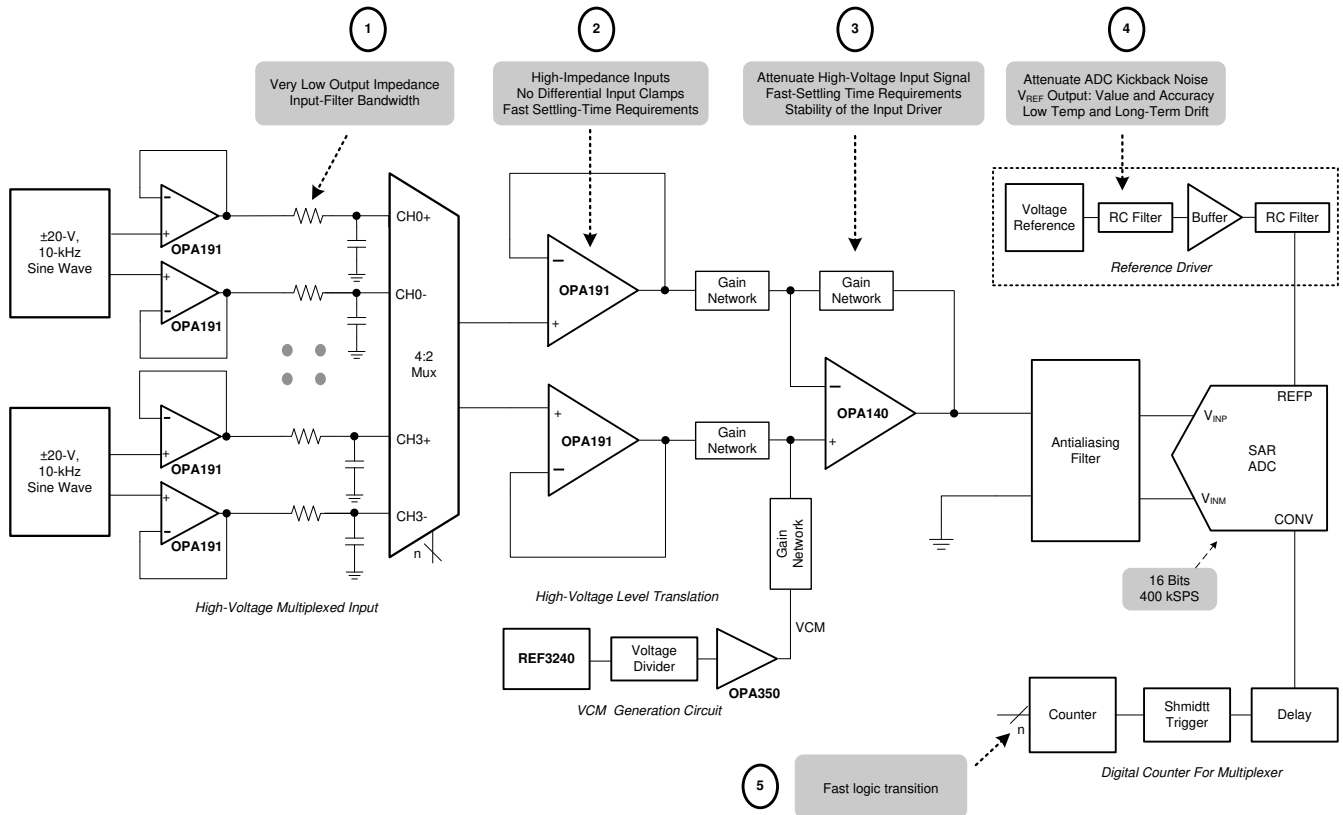 1
2
3
4
Very Low Output Impedance
Input-Filter Bandwidth
High-Impedance Inputs
No Differential Input Clamps
Fast Settling-Time Requirements
Attenuate High-Voltage Input Signal
Fast-Settling Time Requirements
Stability of the Input Driver
Attenuate ADC Kickback Noise
VREF Output: Value and Accuracy
Low Temp and Long-Term Drift
±20-V,
10-kHz
Sine Wave
-
+
OPA191
+
-
OPA191
CH0+
CH0-
±20-V,
10-kHz
Sine Wave
-
+
OPA191
+
-
OPA191
CH3+
CH3-
4:2
Mux
n
High-Voltage Multiplexed Input
−
+
OPA191
+
−
OPA191
Gain
Network
Gain
Network
Gain
Network
Gain
Network
−
+
OPA140
High-Voltage Level Translation
VCM
REF3240
Voltage
Divider
OPA350
VCM Generation Circuit
Voltage
Reference
RC Filter
Buffer
RC Filter
Reference Driver
Antialiasing
Filter
REFP
VINP
SAR
ADC
VINM
CONV
16 Bits
400 kSPS
n
Counter
Shmidtt
Trigger
Delay
Digital Counter For Multiplexer
5
Fast logic transition